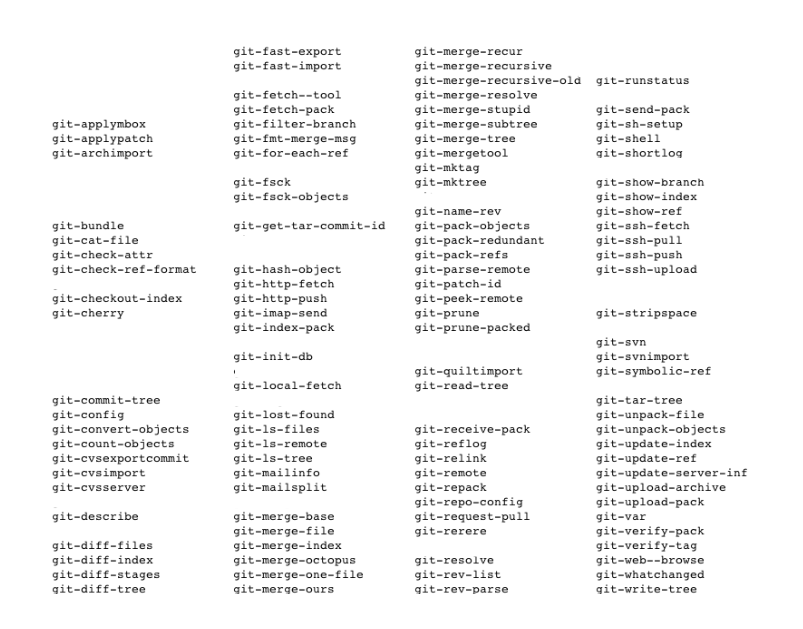 git-applymbox
git-applypatch
git-archimport
git-bundle
git-cat-file
git-check-attr
git-check-ref-format
git-checkout-index
git-cherry
git-commit-tree
git-config
git-convert-objects
git-count-objects
git-cvsexportcommit
git-cvsimport
git-cvsserver
git-describe
git-diff-files
git-diff-index
git-diff-stages
git-diff-tree
git-fast-export
git-fast-import
git-fetch--tool
git-fetch-pack
git-filter-branch
git-fmt-merge-msg
git-for-each-ref
git-fsck
git-fsck-objects
git-get-tar-commit-id
git-hash-object
git-http-fetch
git-http-push
git-imap-send
git-index-pack
git-init-db
git-local-fetch
git-lost-found
git-ls-files
git-ls-remote
git-ls-tree
git-mailinfo
git-mailsplit
git-merge-base
git-merge-file
git-merge-index
git-merge-octopus
git-merge-one-file
git-merge-ours
git-merge-recur
git-merge-recursive
git-merge-recursive-old
git-merge-resolve
git-merge-stupid
git-merge-subtree
git-merge-tree
git-mergetool
git-mktag
git-mktree
git-name-rev
git-pack-objects
git-pack-redundant
git-pack-refs
git-parse-remote
git-patch-id
git-peek-remote
git-prune
git-prune-packed
git-quiltimport
git-read-tree
git-receive-pack
git-reflog
git-relink
git-remote
git-repack
git-repo-config
git-request-pull
git-rerere
git-resolve
git-rev-list
git-rev-parse
git-runstatus
git-send-pack
git-sh-setup
git-shell
git-shortlog
git-show-branch
git-show-index
git-show-ref
git-ssh-fetch
git-ssh-pull
git-ssh-push
git-ssh-upload
git-stripspace
git-svn
git-svnimport
git-symbolic-ref
git-tar-tree
git-unpack-file
git-unpack-objects
git-update-index
git-update-ref
git-update-server-inf
git-upload-archive
git-upload-pack
git-var
git-verify-pack
git-verify-tag
git-web--browse
git-whatchanged
git-write-tree